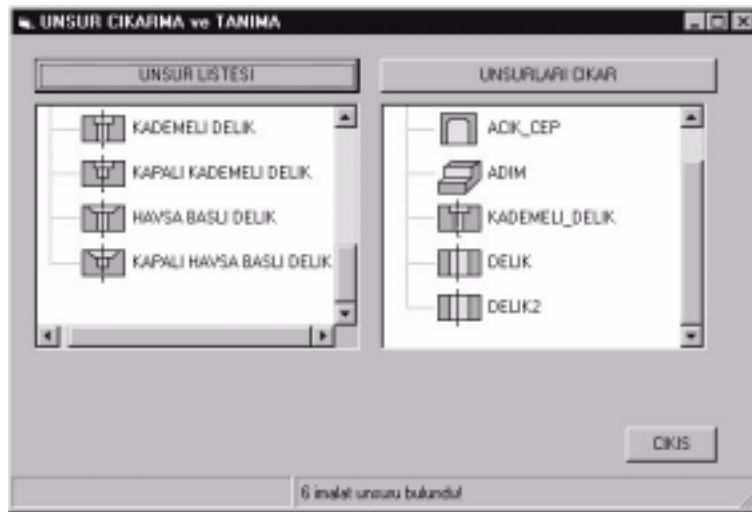 UNSUR CIKARMA ve TANIMA
UNSUR LISTESI
UNSURLARI CIKAR
KADEMELI DELIK
KAPALI KADEMELI DELIK
HAVSA BASLI DELIK
KAPALI HAVSA BASLI DELIK
ACIK_CEP
ADIM
KADEMELI_DELIK
DELIK
DELIK2
CIKIS
6 imalat unsuru bulundu!